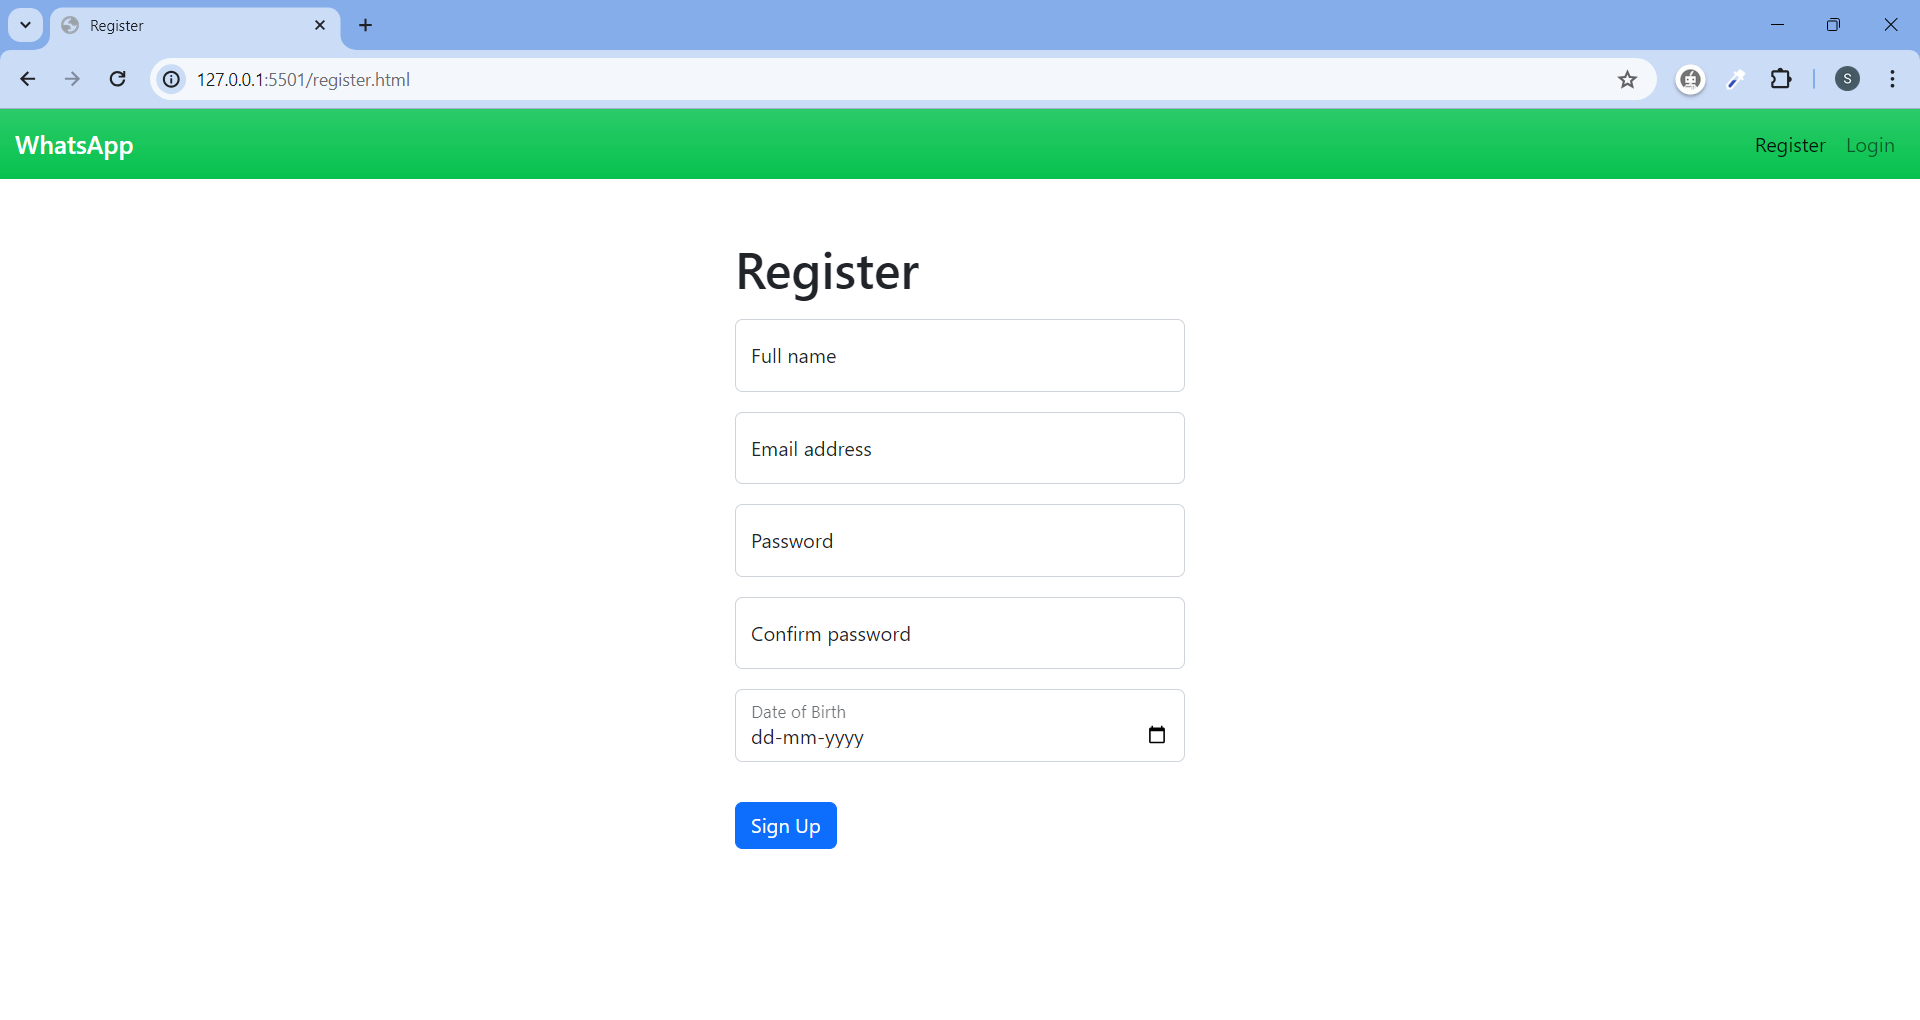 Register
127.0.0.1:5501/register.html
S
WhatsApp
Register Login
Register
Full name
Email address
Password
Confirm password
Date of Birth
dd-mm-yyyy
Sign Up